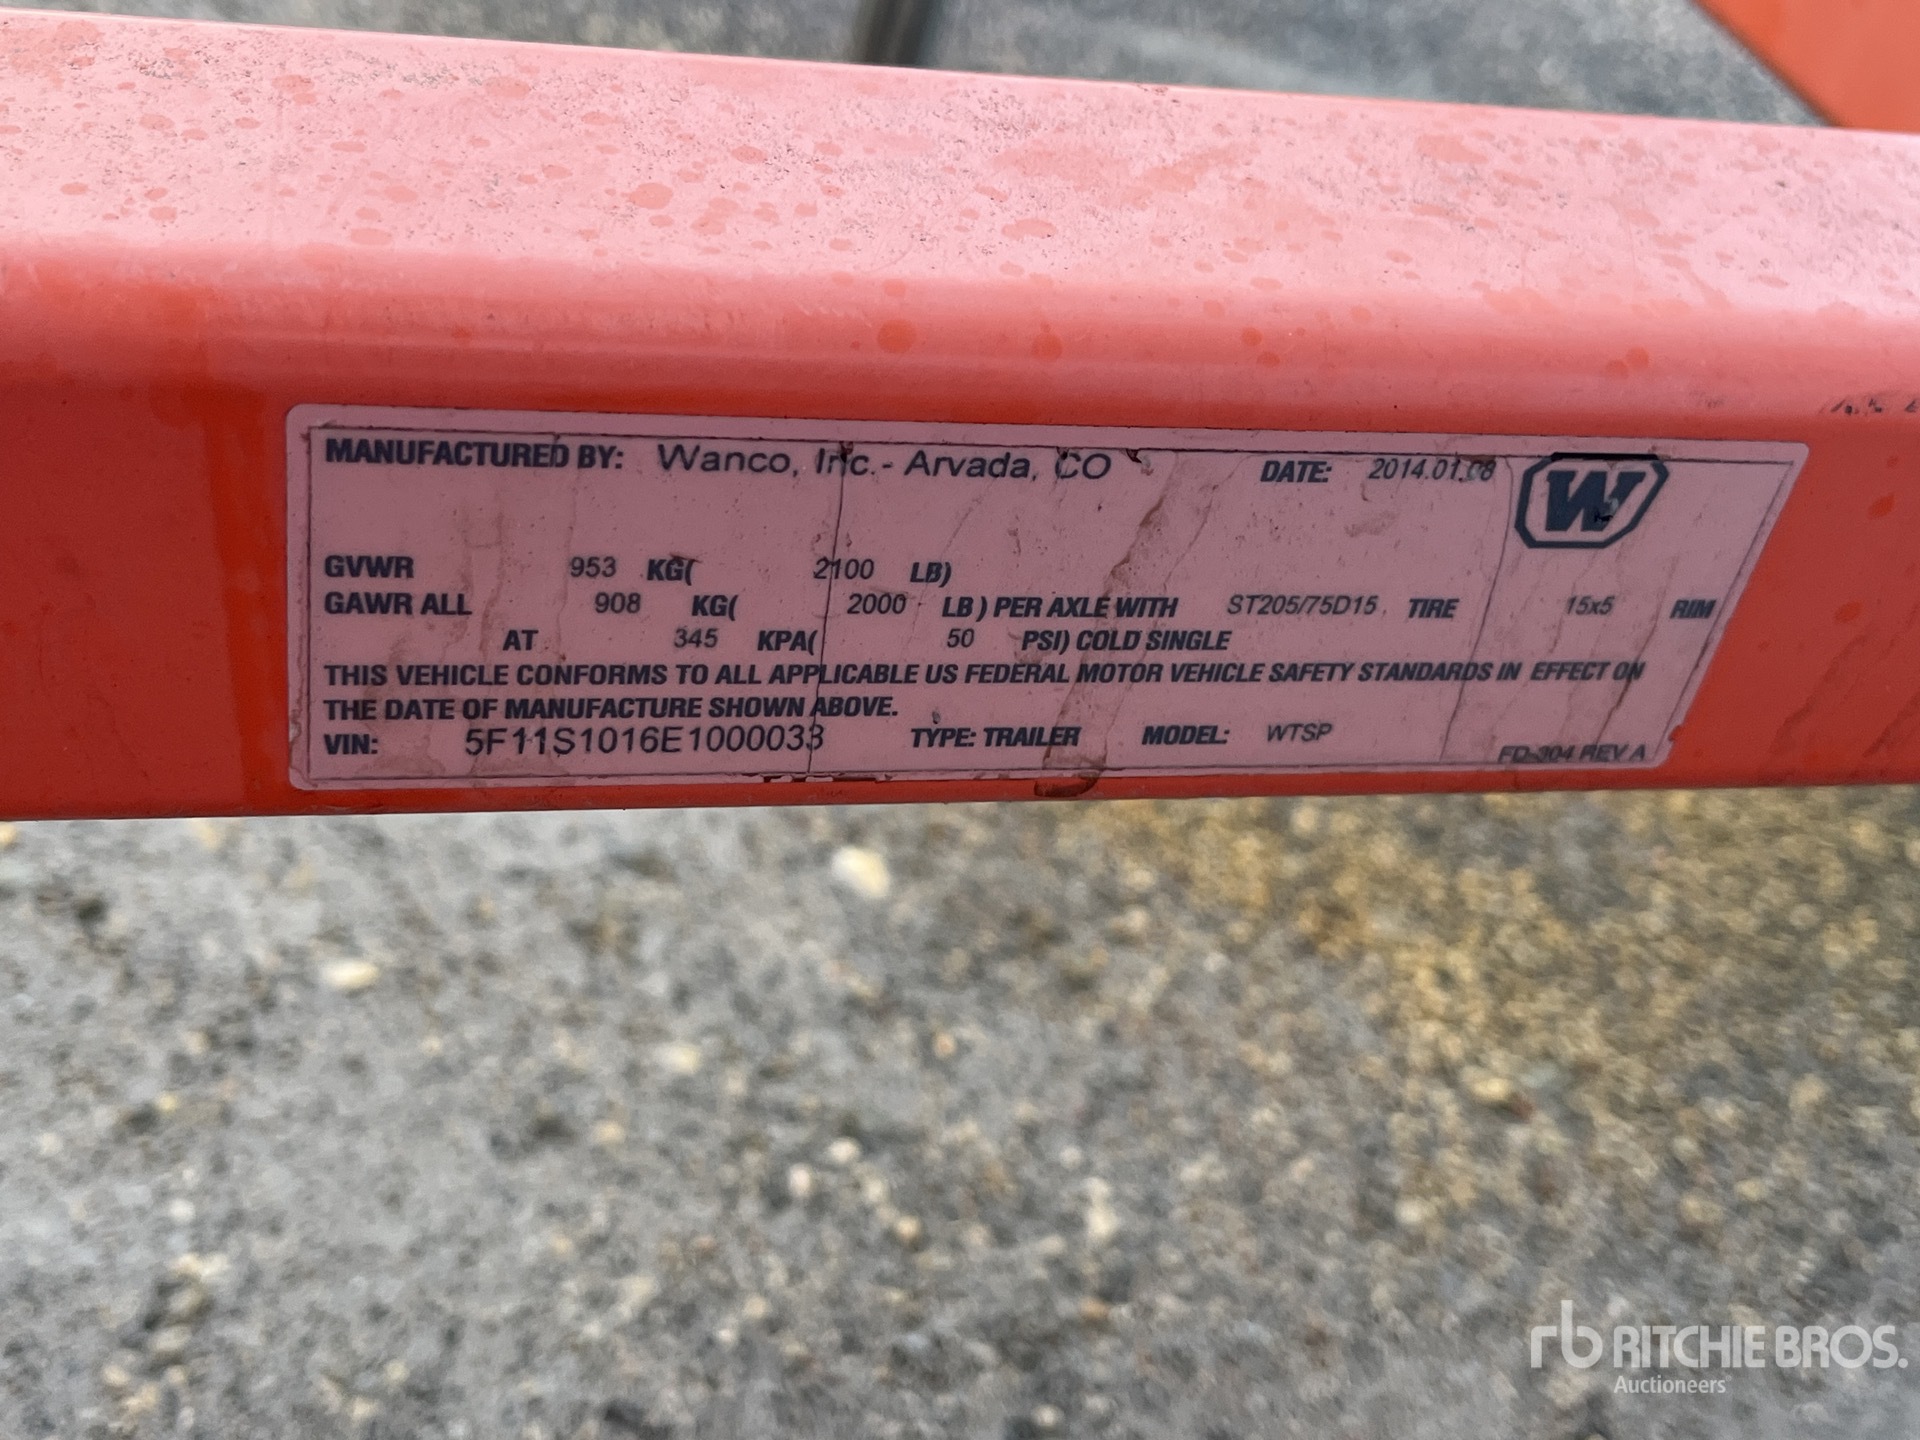 MANUFACTURED BY: Wanco, Inc.- Arvada, CO DATE: 2014.01.08 W
GVWR 953 KG( 2100 LB)
GAWR ALL 908 KG( 2000 LB ) PER AXLE WITH ST205/75D15, TIRE 15x5 RIM
AT 345 KPA( 50 PSI) COLD SINGLE
THIS VEHICLE CONFORMS TO ALL APPLICABLE US FEDERAL MOTOR VEHICLE SAFETY STANDARDS IN EFFECT ON
THE DATE OF MANUFACTURE SHOWN ABOVE.
VIN: 5F11S1016E1000033 TYPE: TRAILER MODEL: WTSP
FD-304 REV A
rb RITCHIE BROS.
Auctioneers